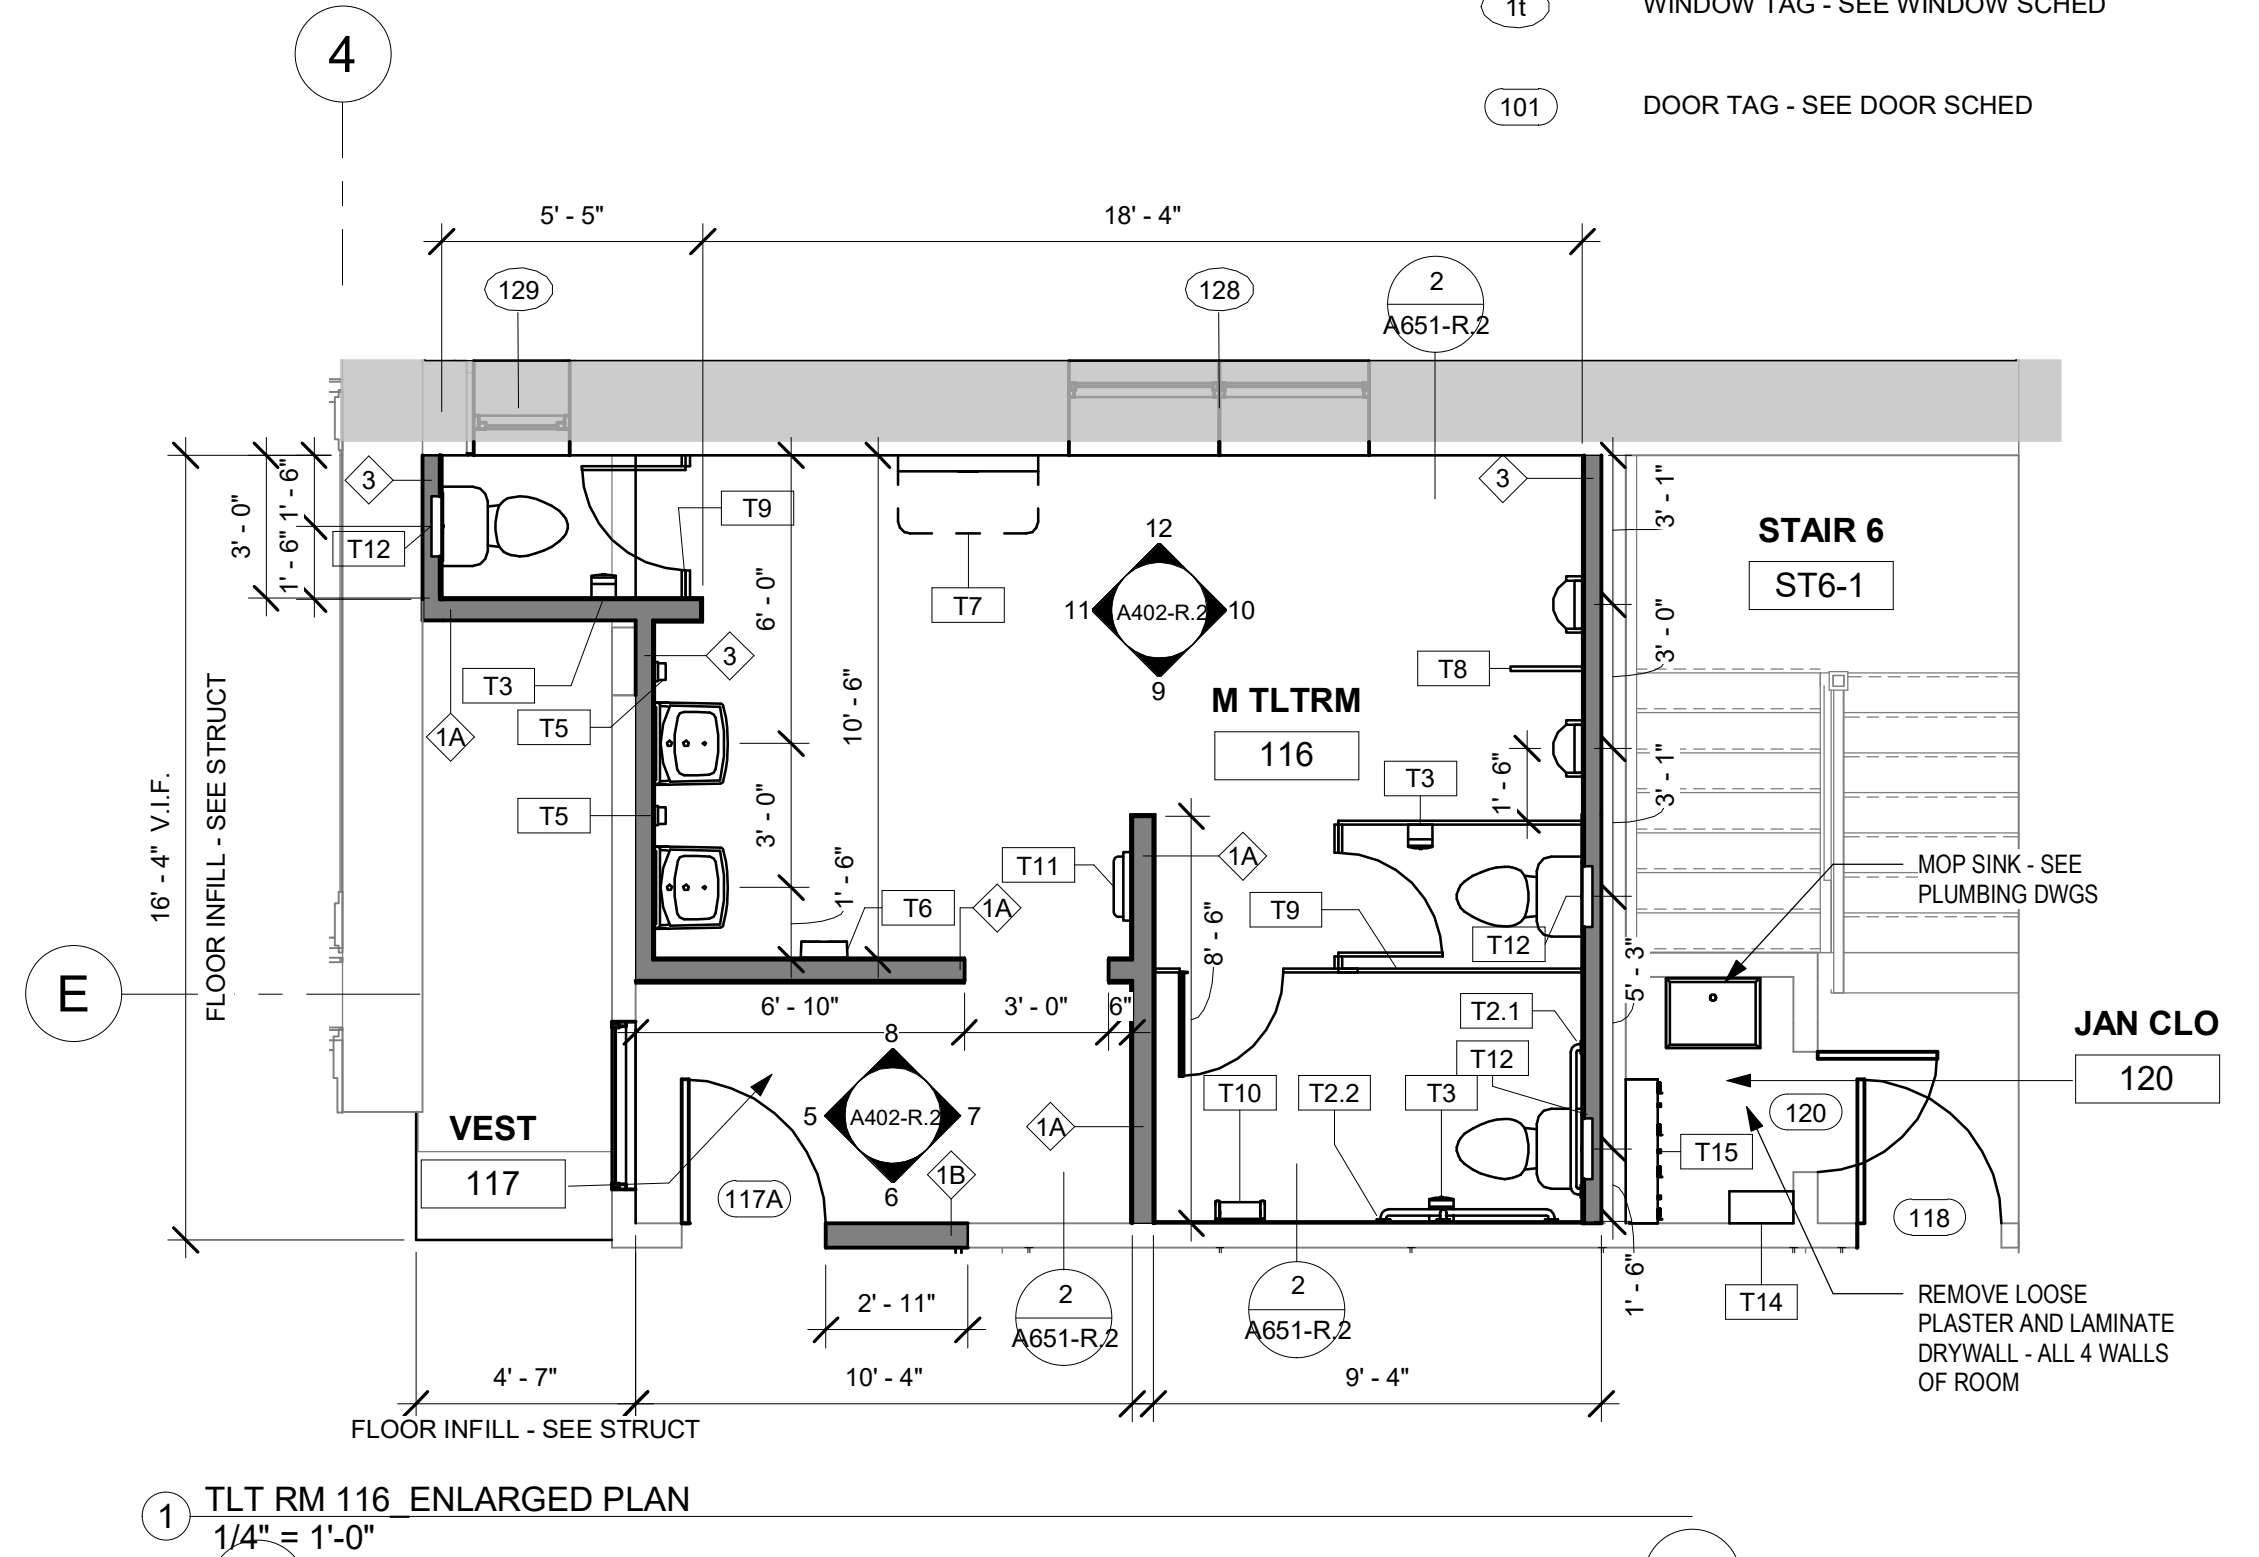 1t
WINDOW TAG - SEE WINDOW SCHED
4
101
DOOR TAG - SEE DOOR SCHED
5' - 5"
18' - 4"
129
128
2
A651-R.2
3
3
1' - 6"
3' - 0"
1' - 6"
T12
T9
T7
12
11
A402-R.2
10
9
3' - 1"
STAIR 6
ST6-1
6' - 0"
3
T3
T5
1A
10' - 6"
T8
3' - 0"
M TLTRM
116
FLOOR INFILL - SEE STRUCT
16' - 4" V.I.F.
T5
3' - 0"
T3
1' - 6"
3' - 1"
T11
1A
MOP SINK - SEE
PLUMBING DWGS
1' - 6"
T6
1A
T9
8' - 6"
T12
5' - 3"
E
6' - 10"
3' - 0"
6"
T2.1
JAN CLO
120
8
5
A402-R.2
7
6
T12
T10
T2.2
T3
VEST
117
117A
1A
1B
120
T15
118
T14
2' - 11"
2
A651-R.2
2
A651-R.2
1' - 6"
REMOVE LOOSE
PLASTER AND LAMINATE
DRYWALL - ALL 4 WALLS
OF ROOM
4' - 7"
10' - 4"
9' - 4"
FLOOR INFILL - SEE STRUCT
1
TLT RM 116_ENLARGED PLAN
1/4" = 1'-0"